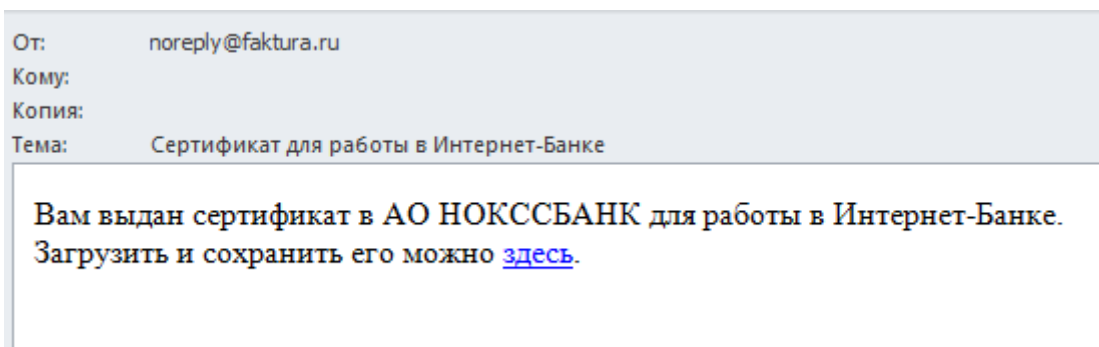 От: noreply@faktura.ru
Кому:
Копия:
Тема: Сертификат для работы в Интернет-Банке
Вам выдан сертификат в АО НОКССБАНК для работы в Интернет-Банке.
Загрузить и сохранить его можно здесь.